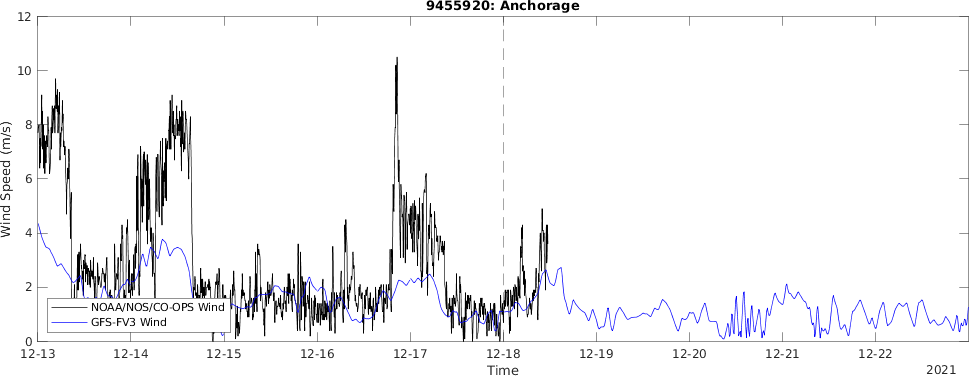 9455920: Anchorage
12
10
8
6
4
2
0
Wind Speed (m/s)
NOAA/NOS/CO-OPS Wind
GFS-FV3 Wind
12-13 12-14 12-15 12-16 12-17 12-18 12-19 12-20 12-21 12-22
Time
2021